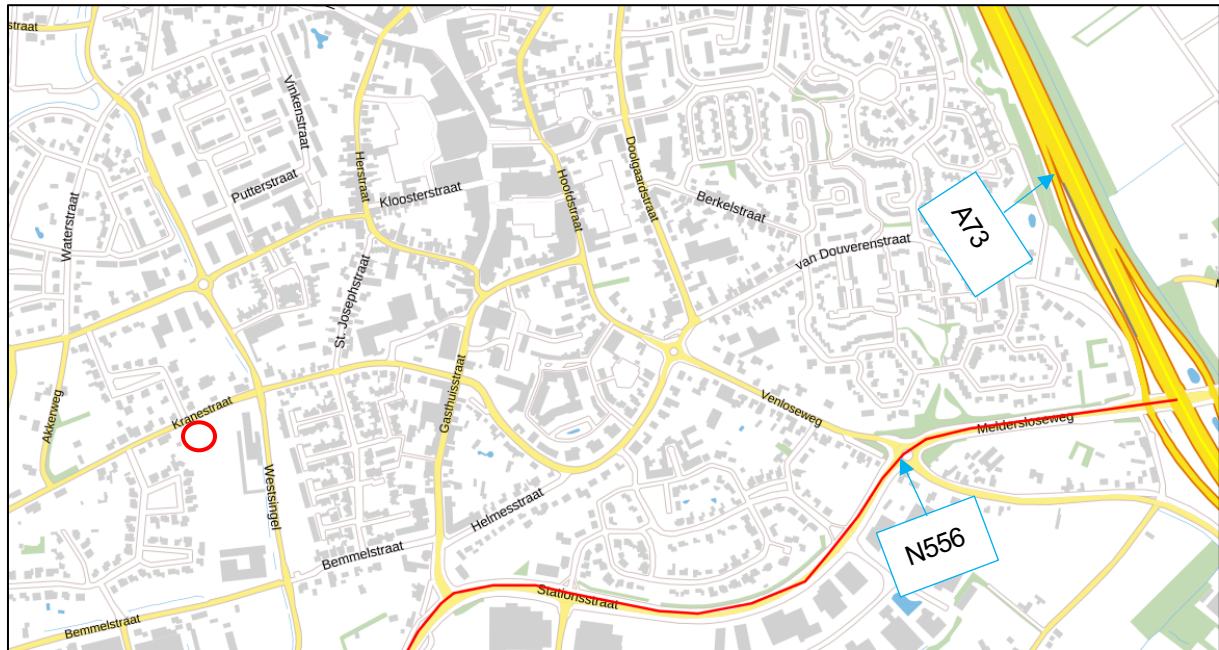 straat
Vinkenstraat
Herstraat
Putterstraat
Kloosterstraat
Waterstraat
Hoofdstraat
Doolgaardstraat
Berkelstraat
van Douverenstraat
A73
St. Josephstraat
Akkerweg
Kranestraat
Gasthuisstraat
Venloseweg
Meldersloseweg
Westsingel
Helmesstraat
Bemmelstraat
N556
Stationsstraat
Bemmelstraat